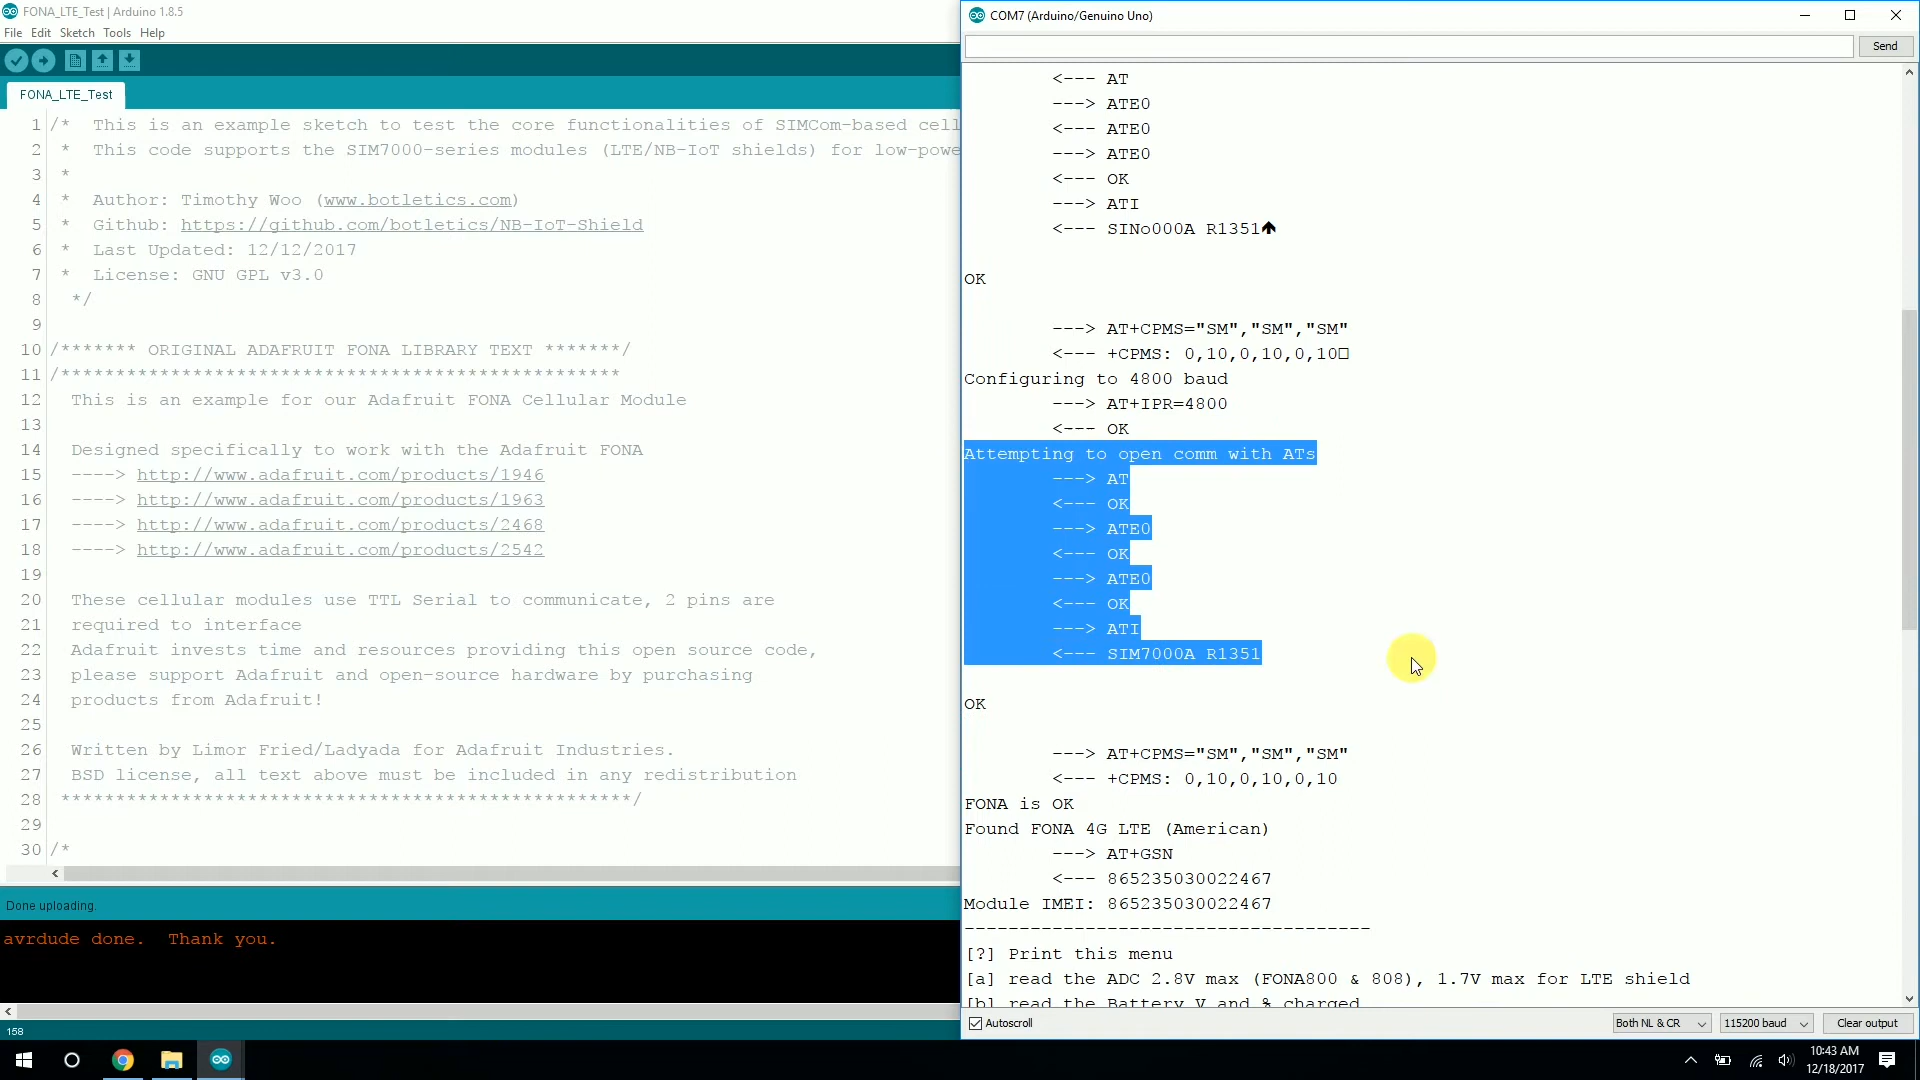 FONA_LTE_Test | Arduino 1.8.5
File Edit Sketch Tools Help
FONA_LTE_Test
1 /*  This is an example sketch to test the core functionalities of SIMCom-based cell
2  *  This code supports the SIM7000-series modules (LTE/NB-IoT shields) for low-powe
3  *
4  *  Author: Timothy Woo (www.botletics.com)
5  *  Github: https://github.com/botletics/NB-IoT-Shield
6  *  Last Updated: 12/12/2017
7  *  License: GNU GPL v3.0
8  */
9
10 /******* ORIGINAL ADAFRUIT FONA LIBRARY TEXT *******/
11 /***************************************************
12  This is an example for our Adafruit FONA Cellular Module
13
14  Designed specifically to work with the Adafruit FONA
15  ----> http://www.adafruit.com/products/1946
16  ----> http://www.adafruit.com/products/1963
17  ----> http://www.adafruit.com/products/2468
18  ----> http://www.adafruit.com/products/2542
19
20  These cellular modules use TTL Serial to communicate, 2 pins are
21  required to interface
22  Adafruit invests time and resources providing this open source code,
23  please support Adafruit and open-source hardware by purchasing
24  products from Adafruit!
25
26  Written by Limor Fried/Ladyada for Adafruit Industries.
27  BSD license, all text above must be included in any redistribution
28  ****************************************************/
29
30 /*
Done uploading.
avrdude done.  Thank you.
158
COM7 (Arduino/Genuino Uno)
Send
<--- AT
---> ATE0
<--- ATE0
---> ATE0
<--- OK
---> ATI
<--- SINo000A R1351🡅
OK
---> AT+CPMS="SM","SM","SM"
<--- +CPMS: 0,10,0,10,0,10□
Configuring to 4800 baud
---> AT+IPR=4800
<--- OK
Attempting to open comm with ATs
---> AT
<--- OK
---> ATE0
<--- OK
---> ATE0
<--- OK
---> ATI
<--- SIM7000A R1351
OK
---> AT+CPMS="SM","SM","SM"
<--- +CPMS: 0,10,0,10,0,10
FONA is OK
Found FONA 4G LTE (American)
---> AT+GSN
<--- 865235030022467
Module IMEI: 865235030022467
-------------------------------------
[?] Print this menu
[a] read the ADC 2.8V max (FONA800 & 808), 1.7V max for LTE shield
[b] read the Battery V and % charged
Autoscroll
Both NL & CR
115200 baud
Clear output
10:43 AM
12/18/2017